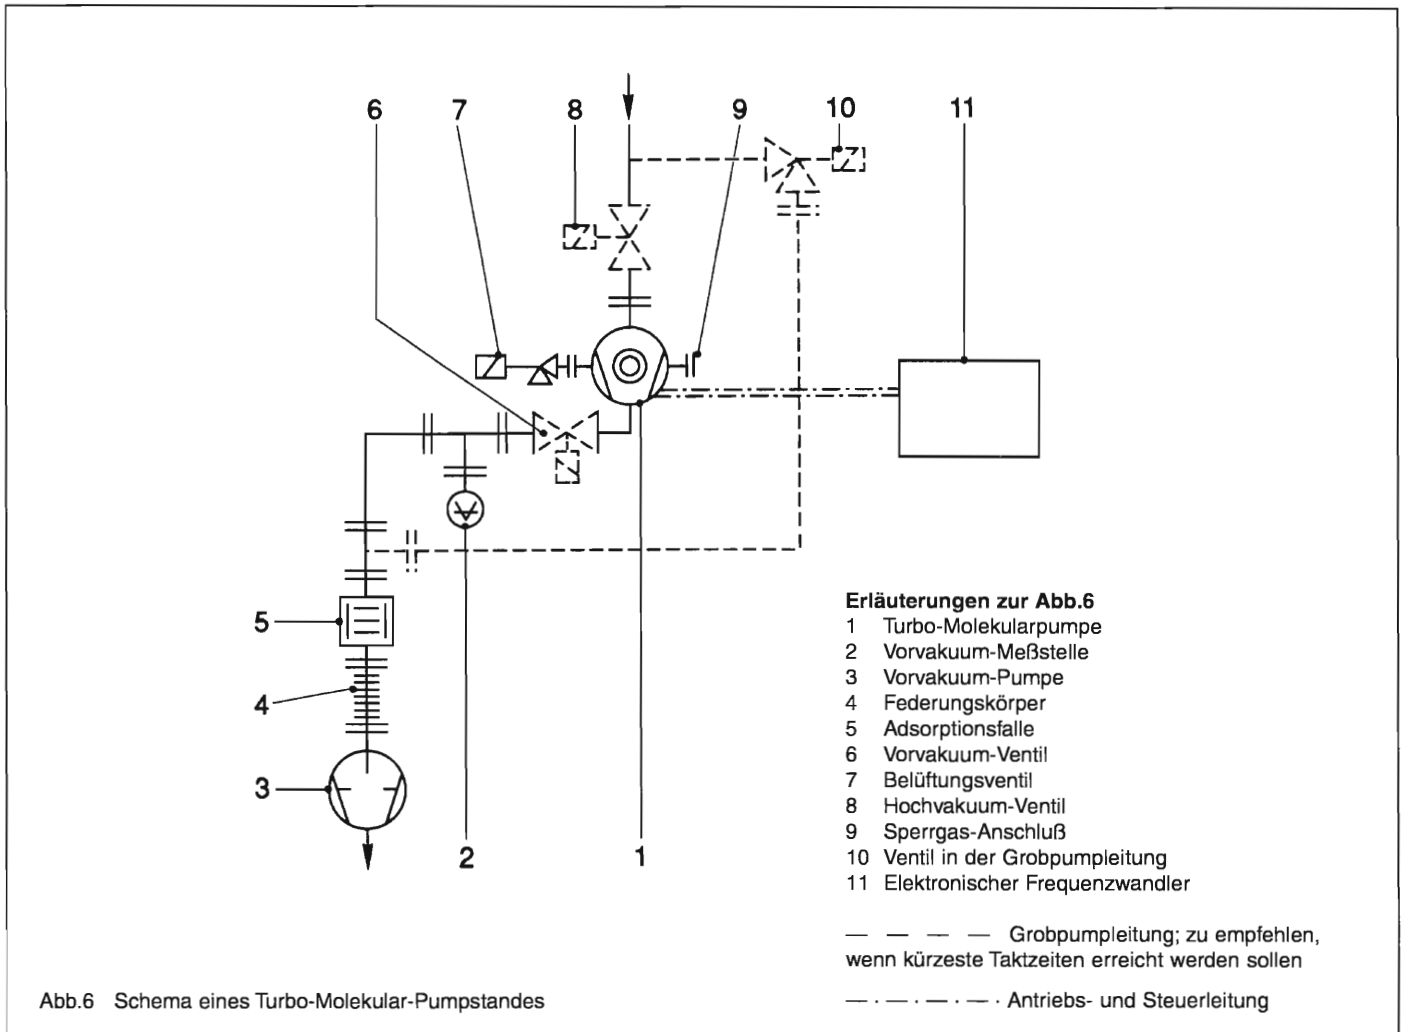 6 7 8 9 10 11
5
4
3
2 1
Erläuterungen zur Abb.6
1 Turbo-Molekularpumpe
2 Vorvakuum-Meßstelle
3 Vorvakuum-Pumpe
4 Federungskörper
5 Adsorptionsfalle
6 Vorvakuum-Ventil
7 Belüftungsventil
8 Hochvakuum-Ventil
9 Sperrgas-Anschluß
10 Ventil in der Grobpumpleitung
11 Elektronischer Frequenzwandler
Grobpumpleitung; zu empfehlen,
wenn kürzeste Taktzeiten erreicht werden sollen
Antriebs- und Steuerleitung
Abb.6 Schema eines Turbo-Molekular-Pumpstandes